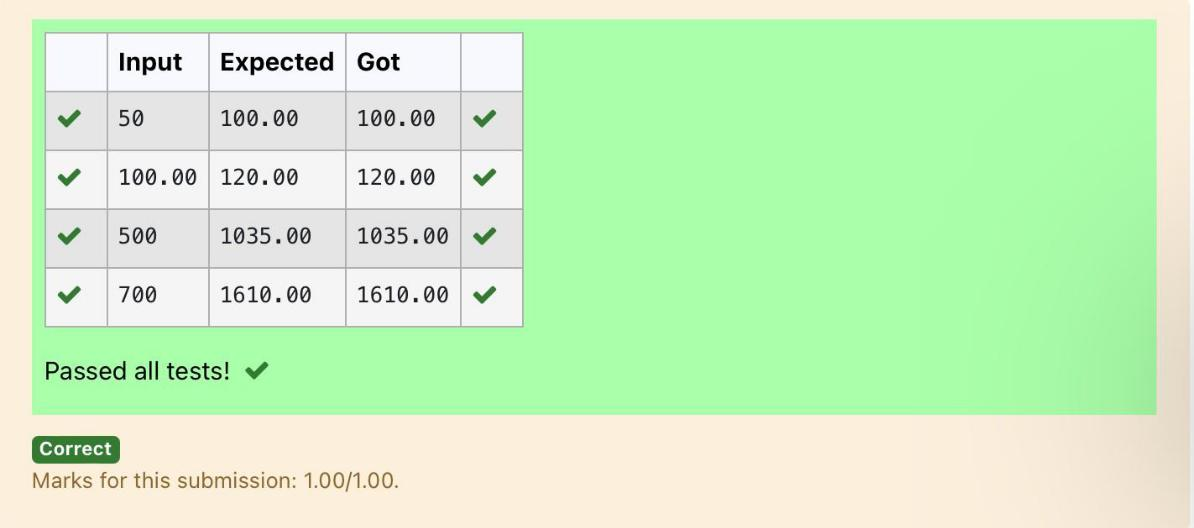 Input Expected Got
50 100.00 100.00
100.00 120.00 120.00
500 1035.00 1035.00
700 1610.00 1610.00
Passed all tests!
Correct
Marks for this submission: 1.00/1.00.